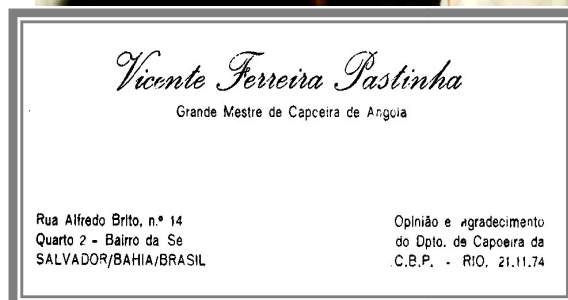 Vicente Ferreira Pastinha
Grande Mestre de Capoeira de Angola
Rua Alfredo Brito, n.º 14
Quarto 2 - Bairro da Sé
SALVADOR/BAHIA/BRASIL
Opinião e agradecimento
do Dpto. de Capoeira da
C.B.P. - RIO, 21.11.74